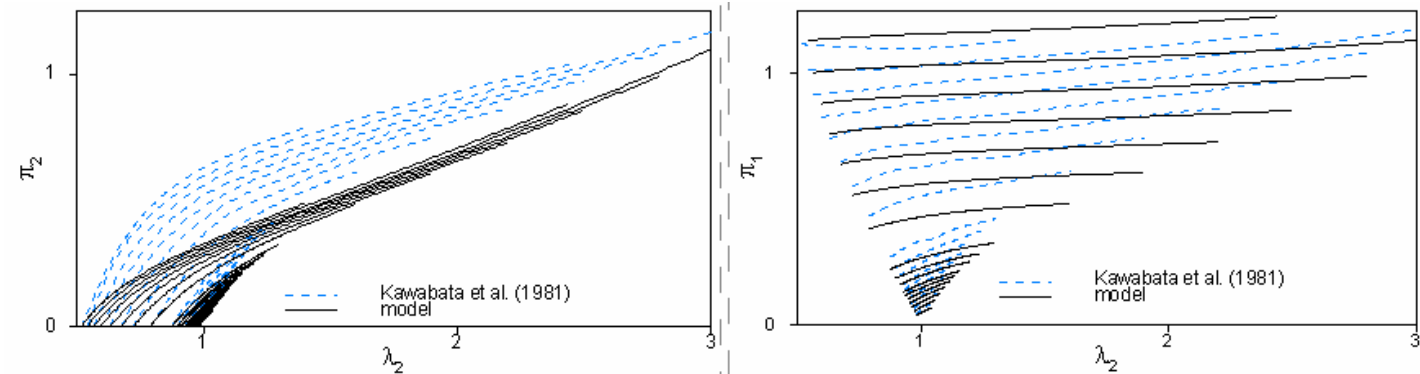 π2
1
0
1
2
3
λ2
Kawabata et al. (1981)
model
π1
1
0
1
2
3
λ2
Kawabata et al. (1981)
model